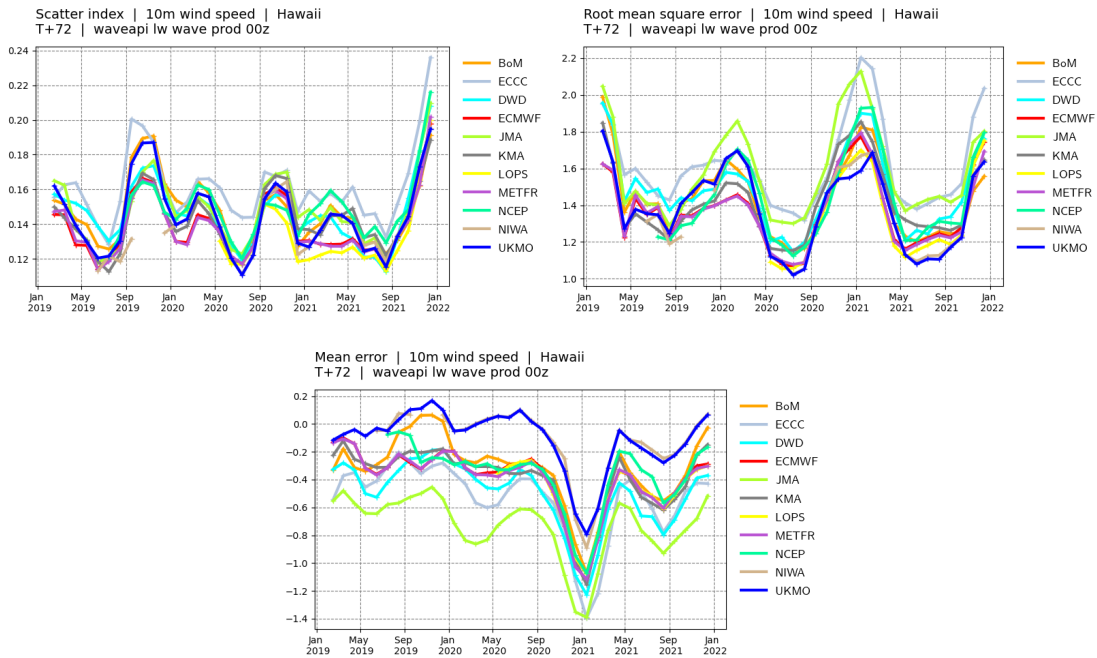 Scatter index | 10m wind speed | Hawaii
T+72 | waveapi lw wave prod 00z
0.24
0.22
0.20
0.18
0.16
0.14
0.12
Jan 2019
May 2019
Sep 2019
Jan 2020
May 2020
Sep 2020
Jan 2021
May 2021
Sep 2021
Jan 2022
BoM
ECCC
DWD
ECMWF
JMA
KMA
LOPS
METFR
NCEP
NIWA
UKMO
Root mean square error | 10m wind speed | Hawaii
T+72 | waveapi lw wave prod 00z
2.2
2.0
1.8
1.6
1.4
1.2
1.0
Jan 2019
May 2019
Sep 2019
Jan 2020
May 2020
Sep 2020
Jan 2021
May 2021
Sep 2021
Jan 2022
BoM
ECCC
DWD
ECMWF
JMA
KMA
LOPS
METFR
NCEP
NIWA
UKMO
Mean error | 10m wind speed | Hawaii
T+72 | waveapi lw wave prod 00z
0.2
0.0
−0.2
−0.4
−0.6
−0.8
−1.0
−1.2
−1.4
Jan 2019
May 2019
Sep 2019
Jan 2020
May 2020
Sep 2020
Jan 2021
May 2021
Sep 2021
Jan 2022
BoM
ECCC
DWD
ECMWF
JMA
KMA
LOPS
METFR
NCEP
NIWA
UKMO